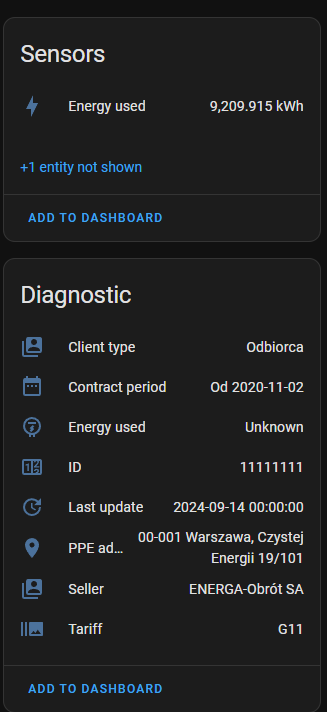 Sensors
Energy used 9,209.915 kWh
+1 entity not shown
ADD TO DASHBOARD
Diagnostic
Client type Odbiorca
Contract period Od 2020-11-02
Energy used Unknown
ID 11111111
Last update 2024-09-14 00:00:00
PPE ad... 00-001 Warszawa, Czystej
Energii 19/101
Seller ENERGA-Obrót SA
Tariff G11
ADD TO DASHBOARD